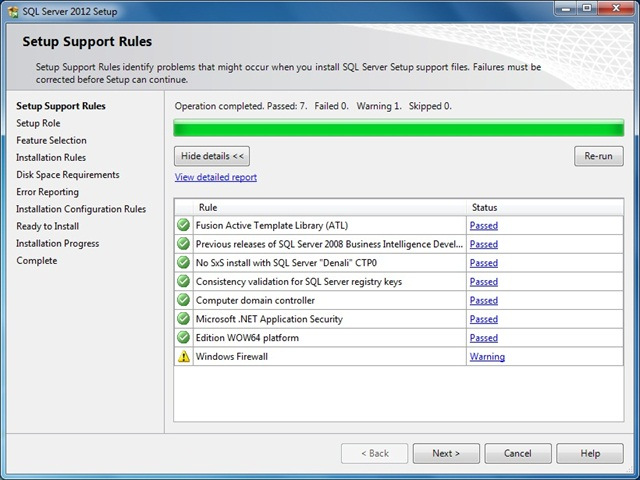 SQL Server 2012 Setup
Setup Support Rules
Setup Support Rules identify problems that might occur when you install SQL Server Setup support files. Failures must be
corrected before Setup can continue.
Setup Support Rules
Setup Role
Feature Selection
Installation Rules
Disk Space Requirements
Error Reporting
Installation Configuration Rules
Ready to Install
Installation Progress
Complete
Operation completed. Passed: 7. Failed 0. Warning 1. Skipped 0.
Hide details <<
Re-run
View detailed report
Rule Status
Fusion Active Template Library (ATL) Passed
Previous releases of SQL Server 2008 Business Intelligence Devel... Passed
No SxS install with SQL Server "Denali" CTP0 Passed
Consistency validation for SQL Server registry keys Passed
Computer domain controller Passed
Microsoft .NET Application Security Passed
Edition WOW64 platform Passed
Windows Firewall Warning
< Back Next > Cancel Help